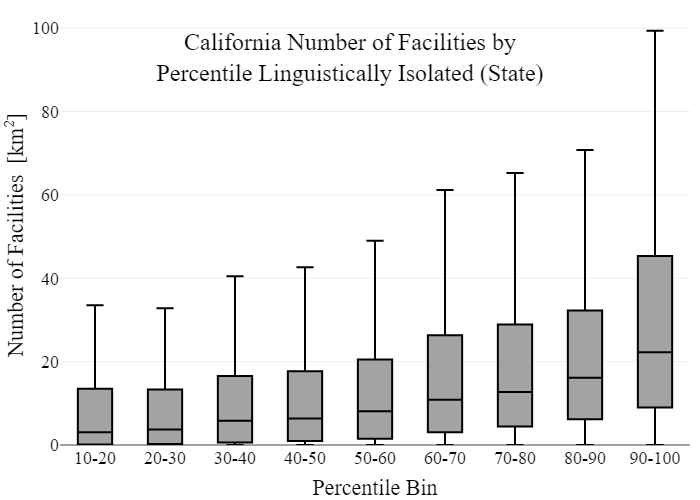 California Number of Facilities by
Percentile Linguistically Isolated (State)
Number of Facilities [km²]
100
80
60
40
20
0
10-20 20-30 30-40 40-50 50-60 60-70 70-80 80-90 90-100
Percentile Bin